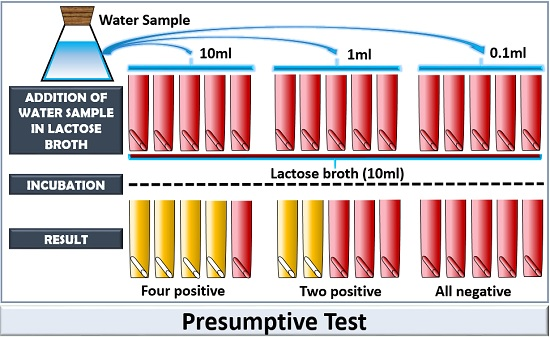 Water Sample
10ml
1ml
0.1ml
ADDITION OF
WATER SAMPLE
IN LACTOSE
BROTH
Lactose broth (10ml)
INCUBATION
RESULT
Four positive
Two positive
All negative
Presumptive Test